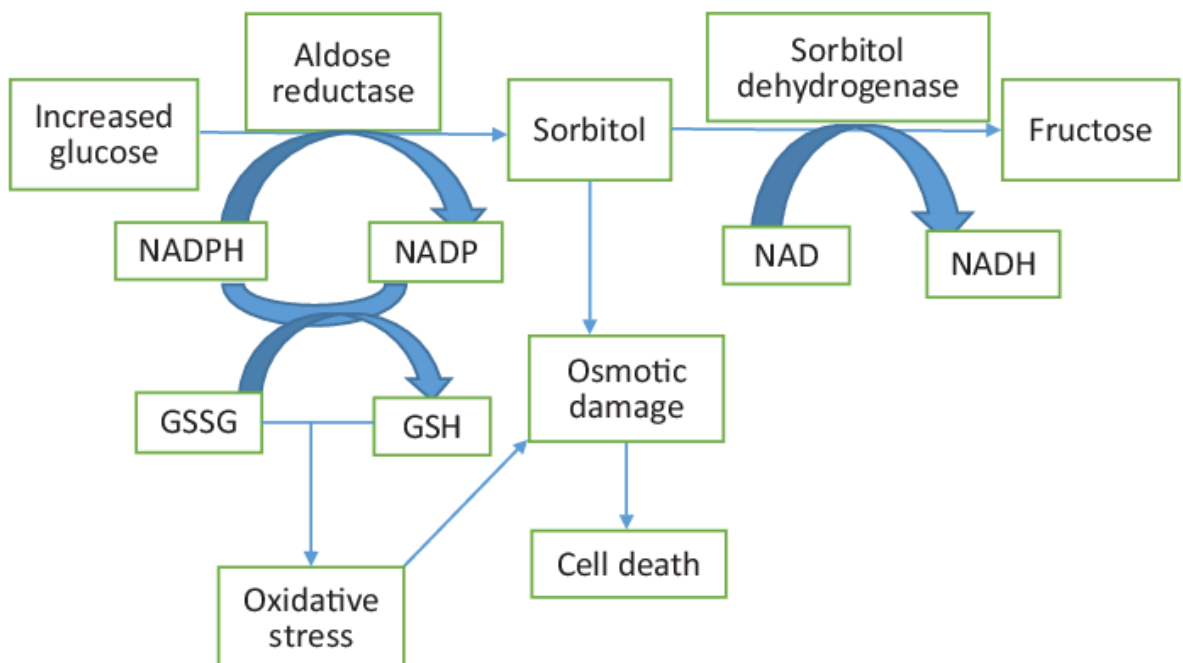 Increased
glucose
Aldose
reductase
Sorbitol
Sorbitol
dehydrogenase
Fructose
NADPH
NADP
NAD
NADH
GSSG
GSH
Osmotic
damage
Oxidative
stress
Cell death